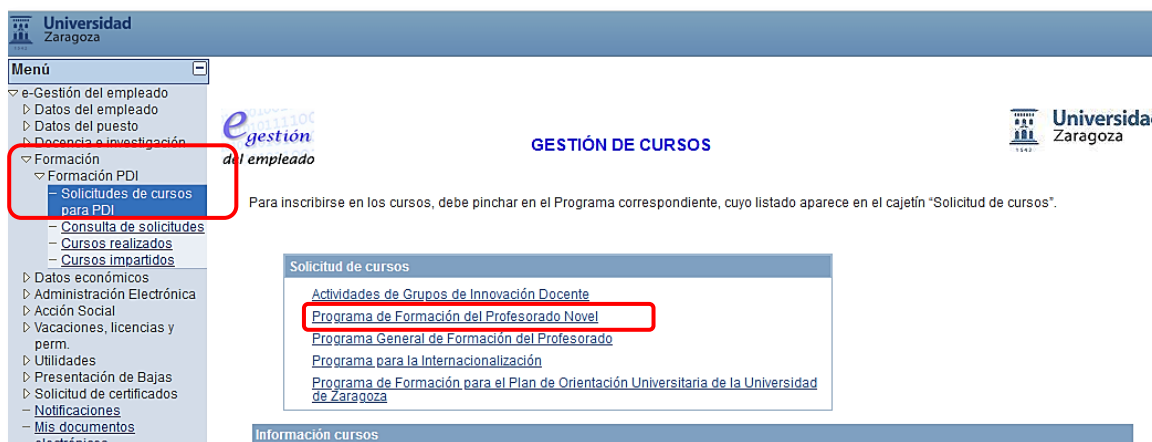 Universidad
Zaragoza
1542
Menú
e-Gestión del empleado
Datos del empleado
Datos del puesto
Docencia e investigación
Formación
Formación PDI
Solicitudes de cursos
para PDI
Consulta de solicitudes
Cursos realizados
Cursos impartidos
Datos económicos
Administración Electrónica
Acción Social
Vacaciones, licencias y
perm.
Utilidades
Presentación de Bajas
Solicitud de certificados
Notificaciones
Mis documentos
electrónicos
e gestión
del empleado
GESTIÓN DE CURSOS
Universida
Zaragoza
1542
Para inscribirse en los cursos, debe pinchar en el Programa correspondiente, cuyo listado aparece en el cajetín “Solicitud de cursos”.
Solicitud de cursos
Actividades de Grupos de Innovación Docente
Programa de Formación del Profesorado Novel
Programa General de Formación del Profesorado
Programa para la Internacionalización
Programa de Formación para el Plan de Orientación Universitaria de la Universidad
de Zaragoza
Información cursos